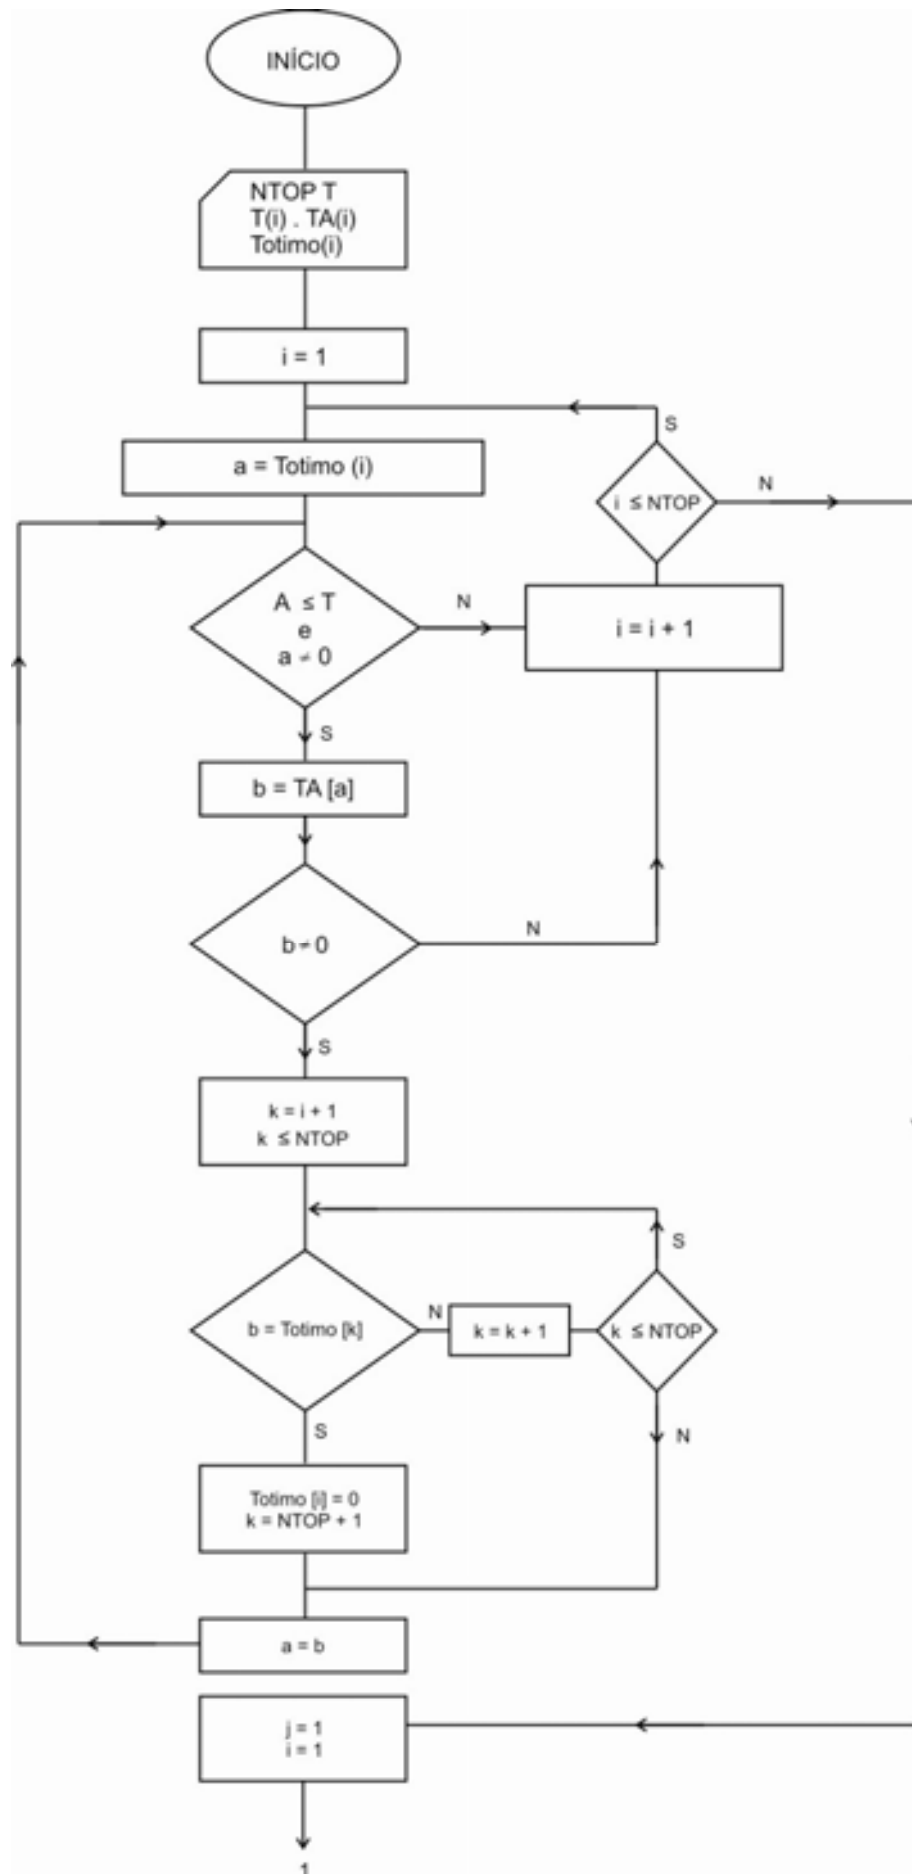 INÍCIO
NTOP T
T(i) . TA(i)
Totimo(i)
i = 1
S
a = Totimo (i)
i ≤ NTOP
N
A ≤ T
e
a ≠ 0
N
i = i + 1
S
b = TA [a]
b ≠ 0
N
S
k = i + 1
k ≤ NTOP
S
b = Totimo [k]
N
k = k + 1
k ≤ NTOP
S
N
Totimo [i] = 0
k = NTOP + 1
a = b
j = 1
i = 1
1